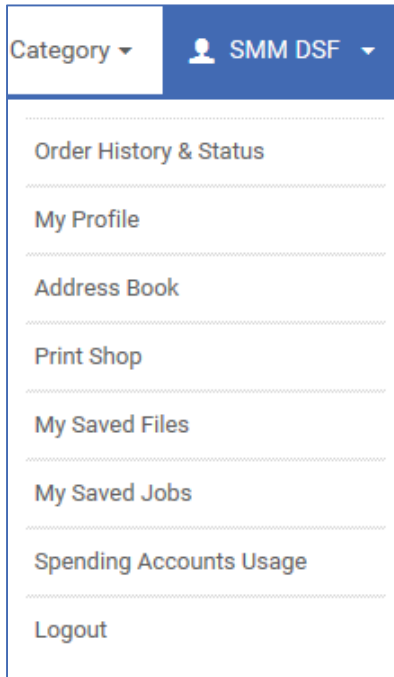 Category
SMM DSF
Order History & Status
My Profile
Address Book
Print Shop
My Saved Files
My Saved Jobs
Spending Accounts Usage
Logout